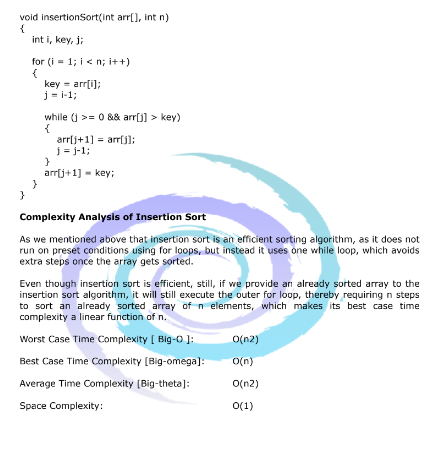 void insertionSort(int arr[], int n)
{
int i, key, j;
for (i = 1; i < n; i++)
{
key = arr[i];
j = i-1;
while (j >= 0 && arr[j] > key)
{
arr[j+1] = arr[j];
j = j-1;
}
arr[j+1] = key;
}
}
Complexity Analysis of Insertion Sort
As we mentioned above that insertion sort is an efficient sorting algorithm, as it does not
run on preset conditions using for loops, but instead it uses one while loop, which avoids
extra steps once the array gets sorted.
Even though insertion sort is efficient, still, if we provide an already sorted array to the
insertion sort algorithm, it will still execute the outer for loop, thereby requiring n steps
to sort an already sorted array of n elements, which makes its best case time
complexity a linear function of n.
Worst Case Time Complexity [ Big-O ]: O(n2)
Best Case Time Complexity [Big-omega]: O(n)
Average Time Complexity [Big-theta]: O(n2)
Space Complexity: O(1)